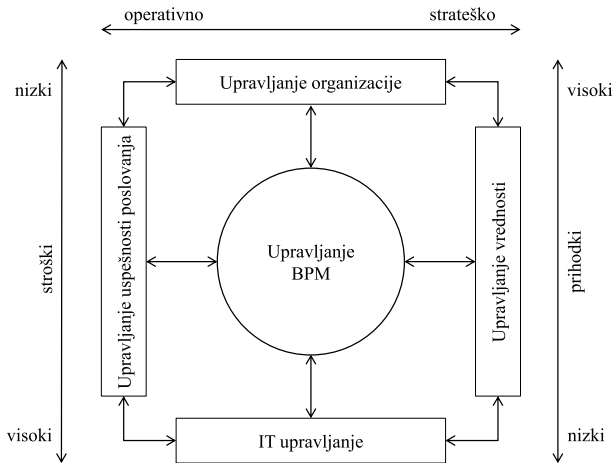 operativno
strateško
nizki
Upravljanje organizacije
visoki
stroški
Upravljanje uspešnosti poslovanja
Upravljanje
BPM
Upravljanje vrednosti
prihodki
visoki
IT upravljanje
nizki